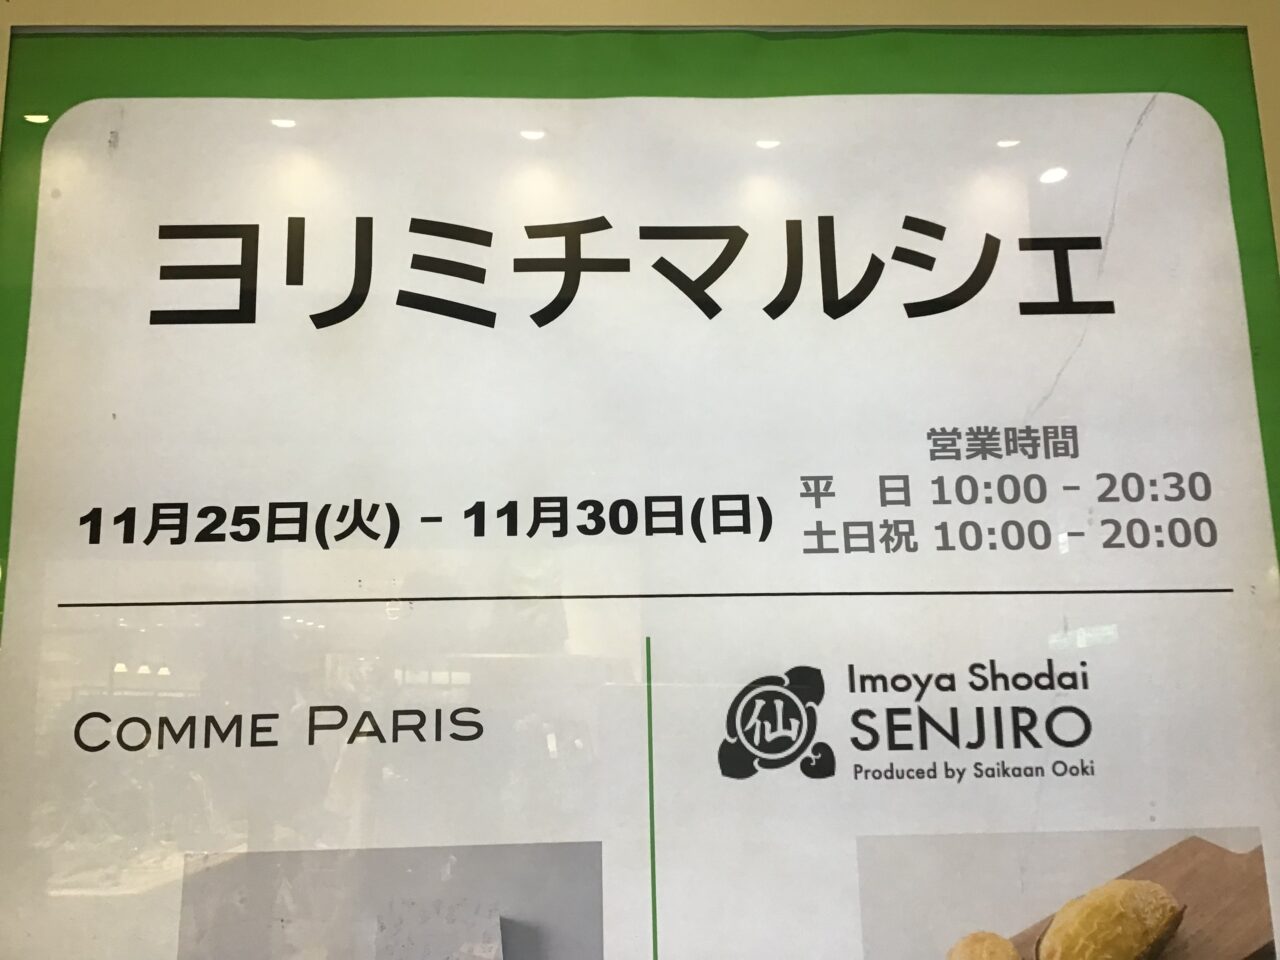 ヨリミチマルシェ
営業時間
11月25日(火) - 11月30日(日)
平　日 10:00 - 20:30
土日祝 10:00 - 20:00
COMME PARIS
仙
Imoya Shodai
SENJIRO
Produced by Saikaan Ooki